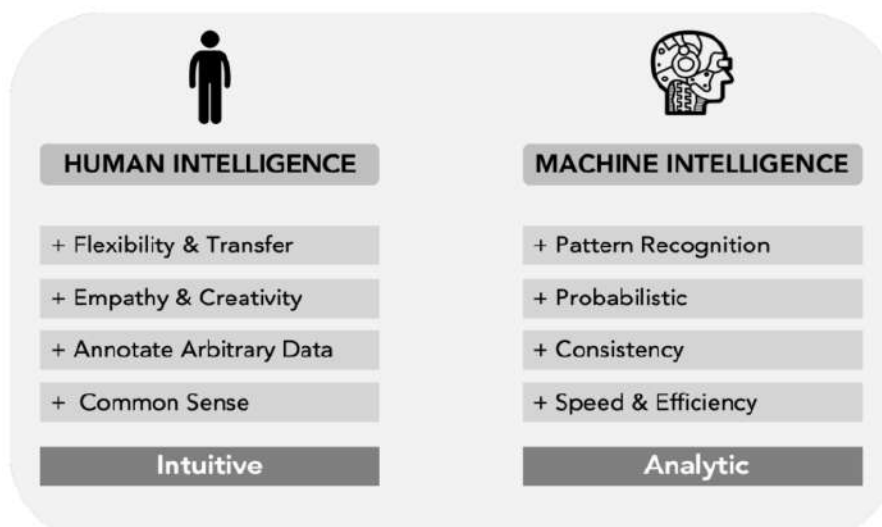 HUMAN INTELLIGENCE
+ Flexibility & Transfer
+ Empathy & Creativity
+ Annotate Arbitrary Data
+ Common Sense
Intuitive
MACHINE INTELLIGENCE
+ Pattern Recognition
+ Probabilistic
+ Consistency
+ Speed & Efficiency
Analytic